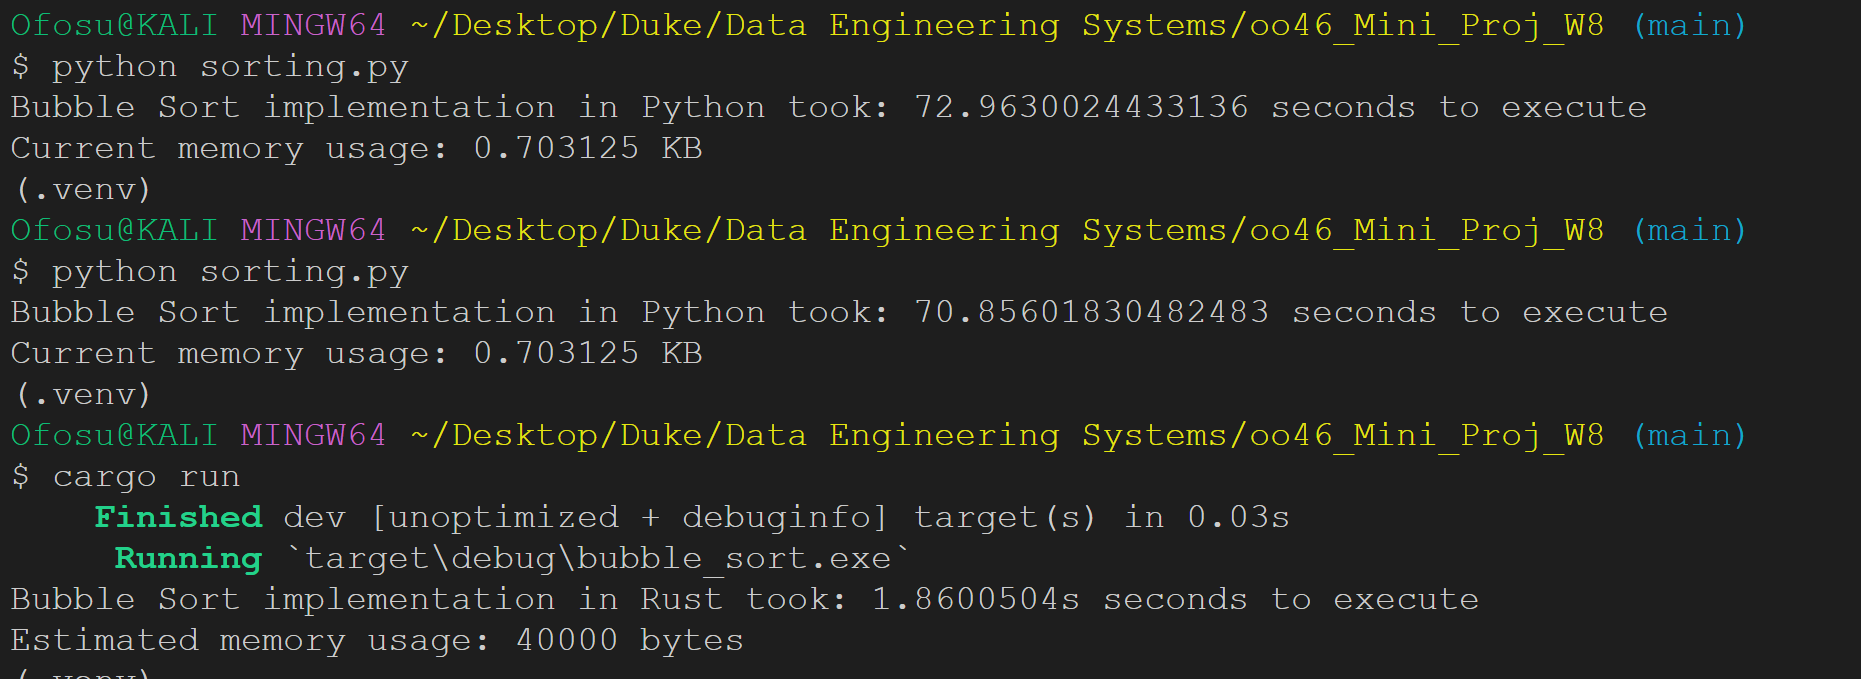 Ofosu@KALI MINGW64 ~/Desktop/Duke/Data Engineering Systems/oo46_Mini_Proj_W8 (main)
$ python sorting.py
Bubble Sort implementation in Python took: 72.9630024433136 seconds to execute
Current memory usage: 0.703125 KB
(.venv)
Ofosu@KALI MINGW64 ~/Desktop/Duke/Data Engineering Systems/oo46_Mini_Proj_W8 (main)
$ python sorting.py
Bubble Sort implementation in Python took: 70.85601830482483 seconds to execute
Current memory usage: 0.703125 KB
(.venv)
Ofosu@KALI MINGW64 ~/Desktop/Duke/Data Engineering Systems/oo46_Mini_Proj_W8 (main)
$ cargo run
    Finished dev [unoptimized + debuginfo] target(s) in 0.03s
     Running `target\debug\bubble_sort.exe`
Bubble Sort implementation in Rust took: 1.8600504s seconds to execute
Estimated memory usage: 40000 bytes
(.venv)